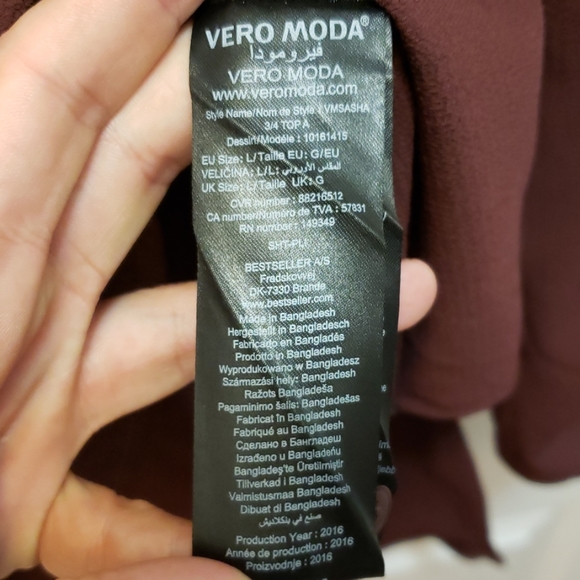 VERO MODA®
فيرومودا
VERO MODA
www.veromoda.com
Style Name/Nom de Style : VMSASHA
3/4 TOP A
Dessin/Modèle : 10161415
EU Size: L/Taille EU: G/EU
VELIČINA: L/L: المقاس الأوروبي
UK Size: L/Taille UK: G
CVR number : 88216512
CA number/Numéro de TVA : 57831
RN number : 149349
SHT-PLI
BESTSELLER A/S
Fredskovvej
DK-7330 Brande
www.bestseller.com
Made in Bangladesh
Hergestellt in Bangladesch
Fabricado en Bangladés
Prodotto in Bangladesh
Wyprodukowano w Bangladesz
Származási hely: Bangladesh
Ražots Bangladeša
Pagaminimo šalis: Bangladešas
Fabricat în Bangladesh
Fabriqué au Bangladesh
Сделано в Бангладеш
Izrađeno u Bangladešu
Bangladeş'te Üretilmiştir
Tillverkad i Bangladesh
Valmistusmaa Bangladesh
Dibuat di Bangladesh
صنع في بنكلاديش
Production Year : 2016
Année de production : 2016
Proizvodnje : 2016